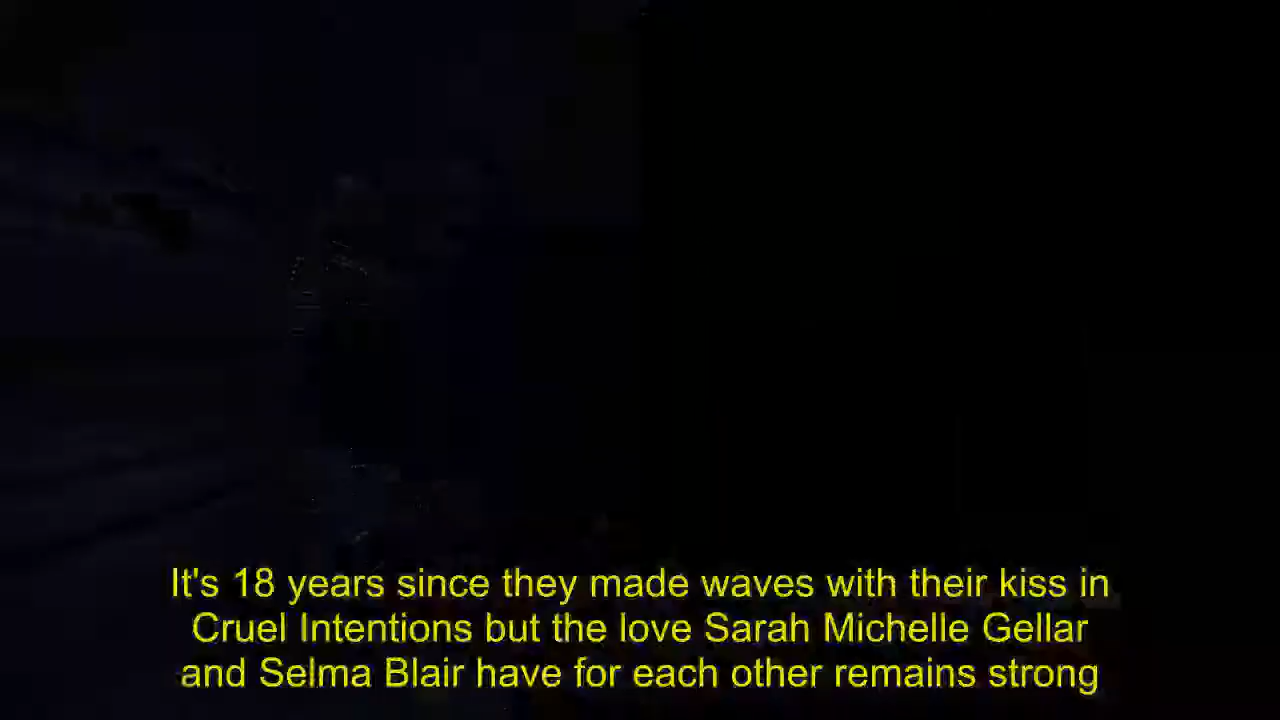 It's 18 years since they made waves with their kiss in
Cruel Intentions but the love Sarah Michelle Gellar
and Selma Blair have for each other remains strong